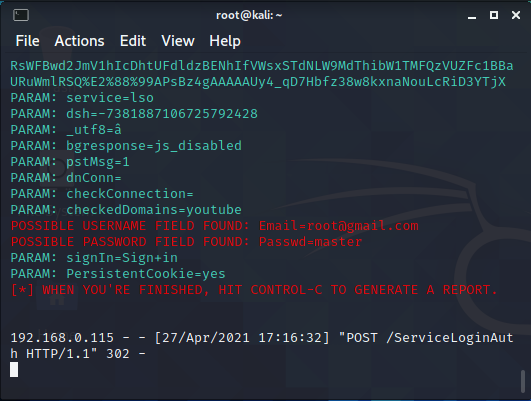 root@kali: ~
File Actions Edit View Help
RsWFBwd2JmV1hIcDhtUFdldzBENhIfVWsxSTdNLW9MdThibW1TMFQzVUZFc1BBa
URuWmlRSQ%E2%88%99APsBz4gAAAAAUy4_qD7Hbfz38w8kxnaNouLcRiD3YTjX
PARAM: service=lso
PARAM: dsh=-7381887106725792428
PARAM: _utf8=â
PARAM: bgresponse=js_disabled
PARAM: pstMsg=1
PARAM: dnConn=
PARAM: checkConnection=
PARAM: checkedDomains=youtube
POSSIBLE USERNAME FIELD FOUND: Email=root@gmail.com
POSSIBLE PASSWORD FIELD FOUND: Passwd=master
PARAM: signIn=Sign+in
PARAM: PersistentCookie=yes
[*] WHEN YOU'RE FINISHED, HIT CONTROL-C TO GENERATE A REPORT.
192.168.0.115 - - [27/Apr/2021 17:16:32] "POST /ServiceLoginAut
h HTTP/1.1" 302 -